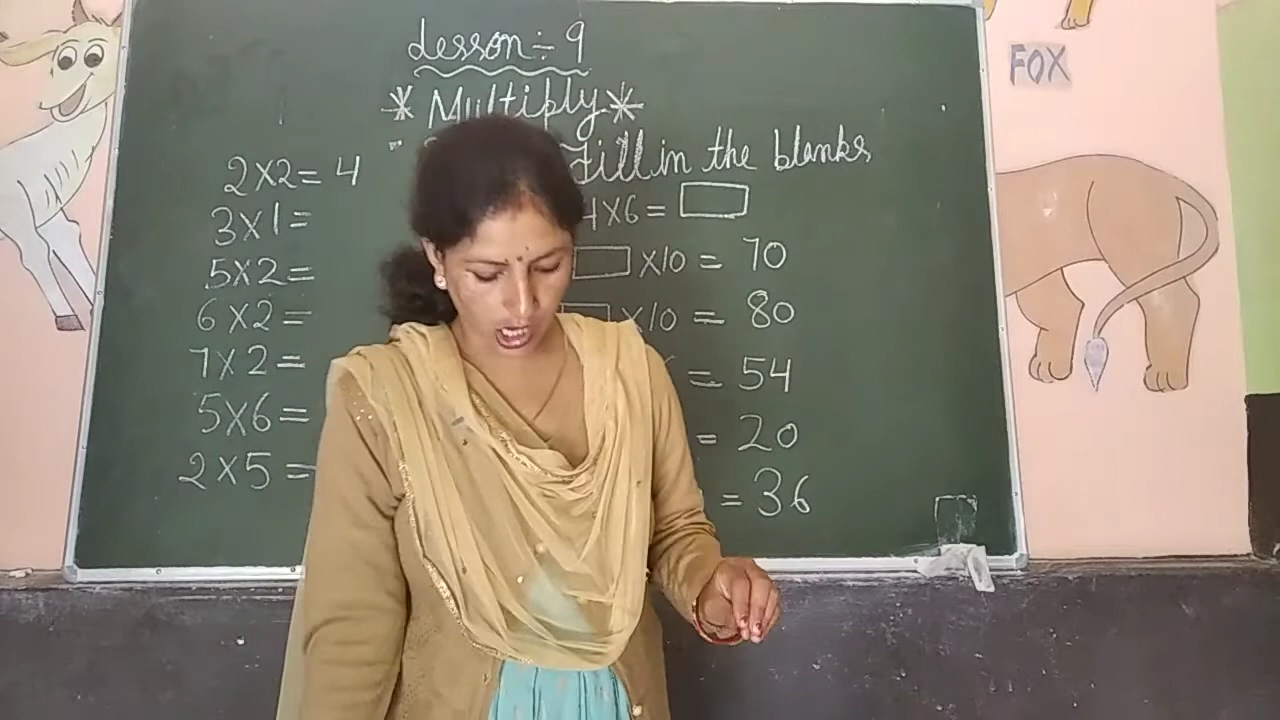 Lesson:- 9
* Multiply *
2X2= 4
3X1=
5X2=
6X2=
7X2=
5X6=
2X5=
Fill in the blanks
4X6=
X10 = 70
X10 = 80
= 54
= 20
= 36
FOX